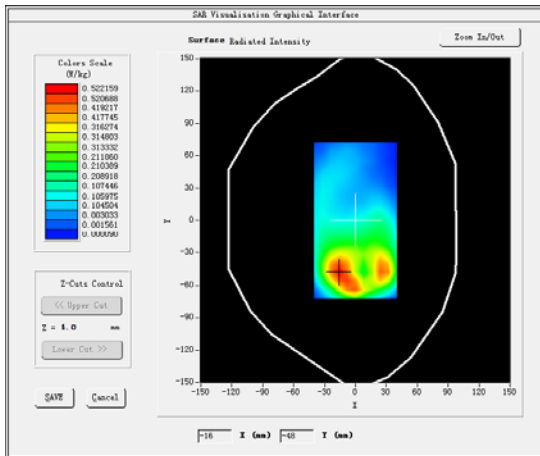 SAR Visualisation Graphical Interface
Surface Radiated Intensity
Zoom In/Out
Colors Scale
(W/kg)
0.522159
0.520688
0.419217
0.417745
0.316274
0.314803
0.313332
0.211860
0.210389
0.208918
0.107446
0.105975
0.104504
0.003033
0.001561
0.000090
Z-Cuts Control
<< Upper Cut
Z = 4.0 mm
Lower Cut >>
SAVE Cancel
150
120
90
60
30
0
-30
-60
-90
-120
-150
Y
-150 -120 -90 -60 -30 0 30 60 90 120 150
X
-16 X (mm) -48 Y (mm)